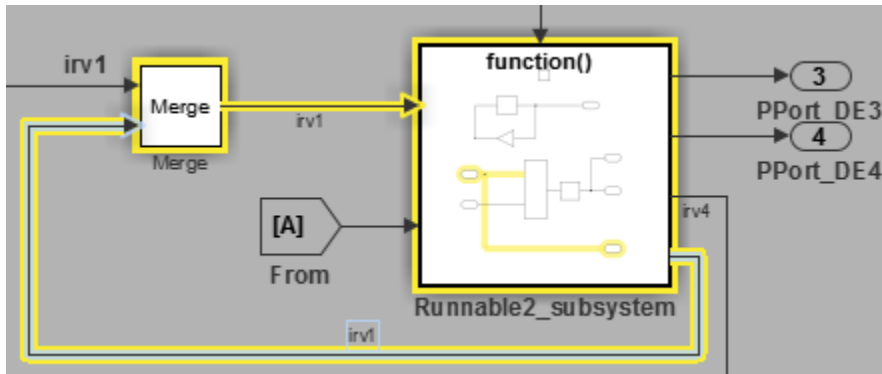 irv1
Merge
Merge
irv1
function()
3
PPort_DE3
4
PPort_DE4
[A]
From
irv4
Runnable2_subsystem
irv1